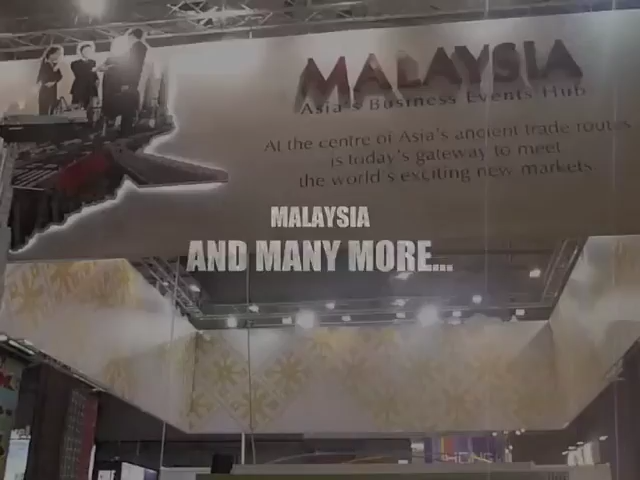 MALAYSIA
Asia's Business Events Hub
At the centre of Asia's ancient trade routes
is today's gateway to meet
the world's exciting new markets
MALAYSIA
AND MANY MORE...